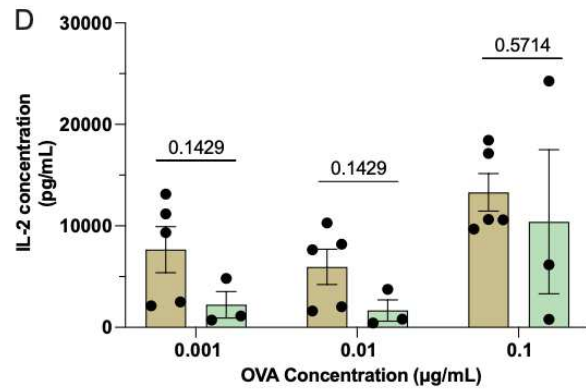 D
30000
20000
10000
0
IL-2 concentration
(pg/mL)
0.1429
0.1429
0.5714
0.001
0.01
0.1
OVA Concentration (µg/mL)